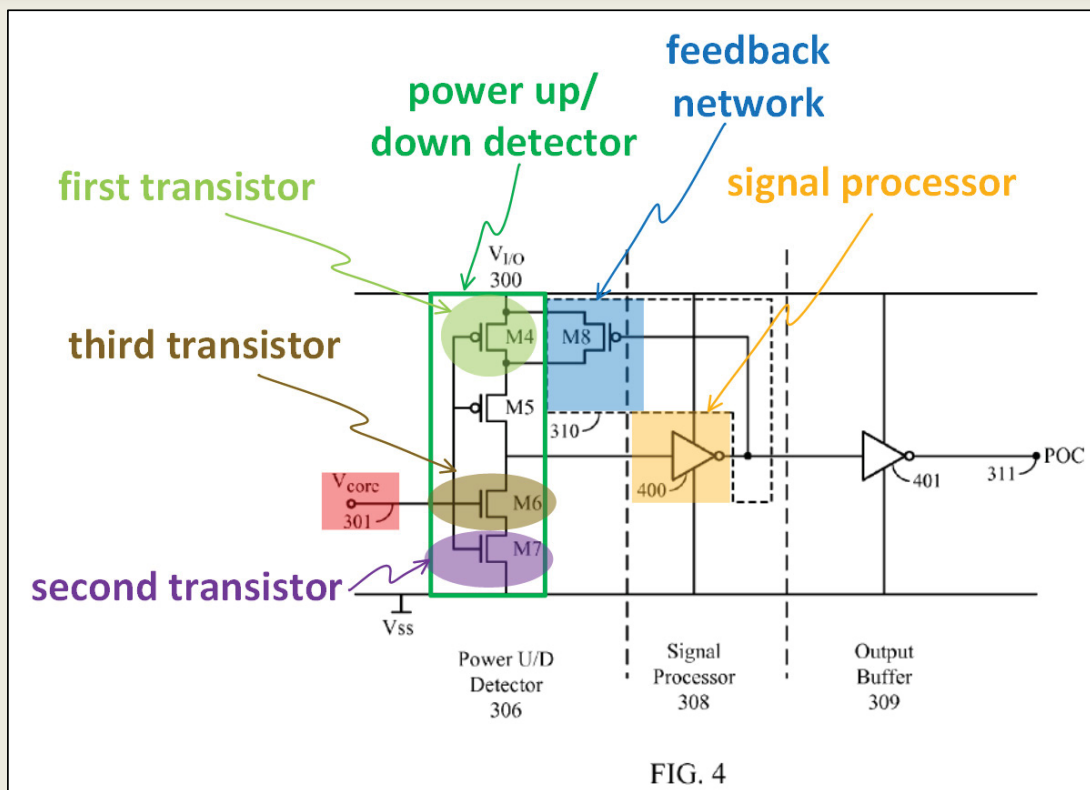 feedback
network
power up/
down detector
first transistor
signal processor
V_I/O
300
third transistor
M4
M8
M5
310
V_core
301
M6
400
401
311
POC
M7
second transistor
Vss
Power U/D
Detector
306
Signal
Processor
308
Output
Buffer
309
FIG. 4